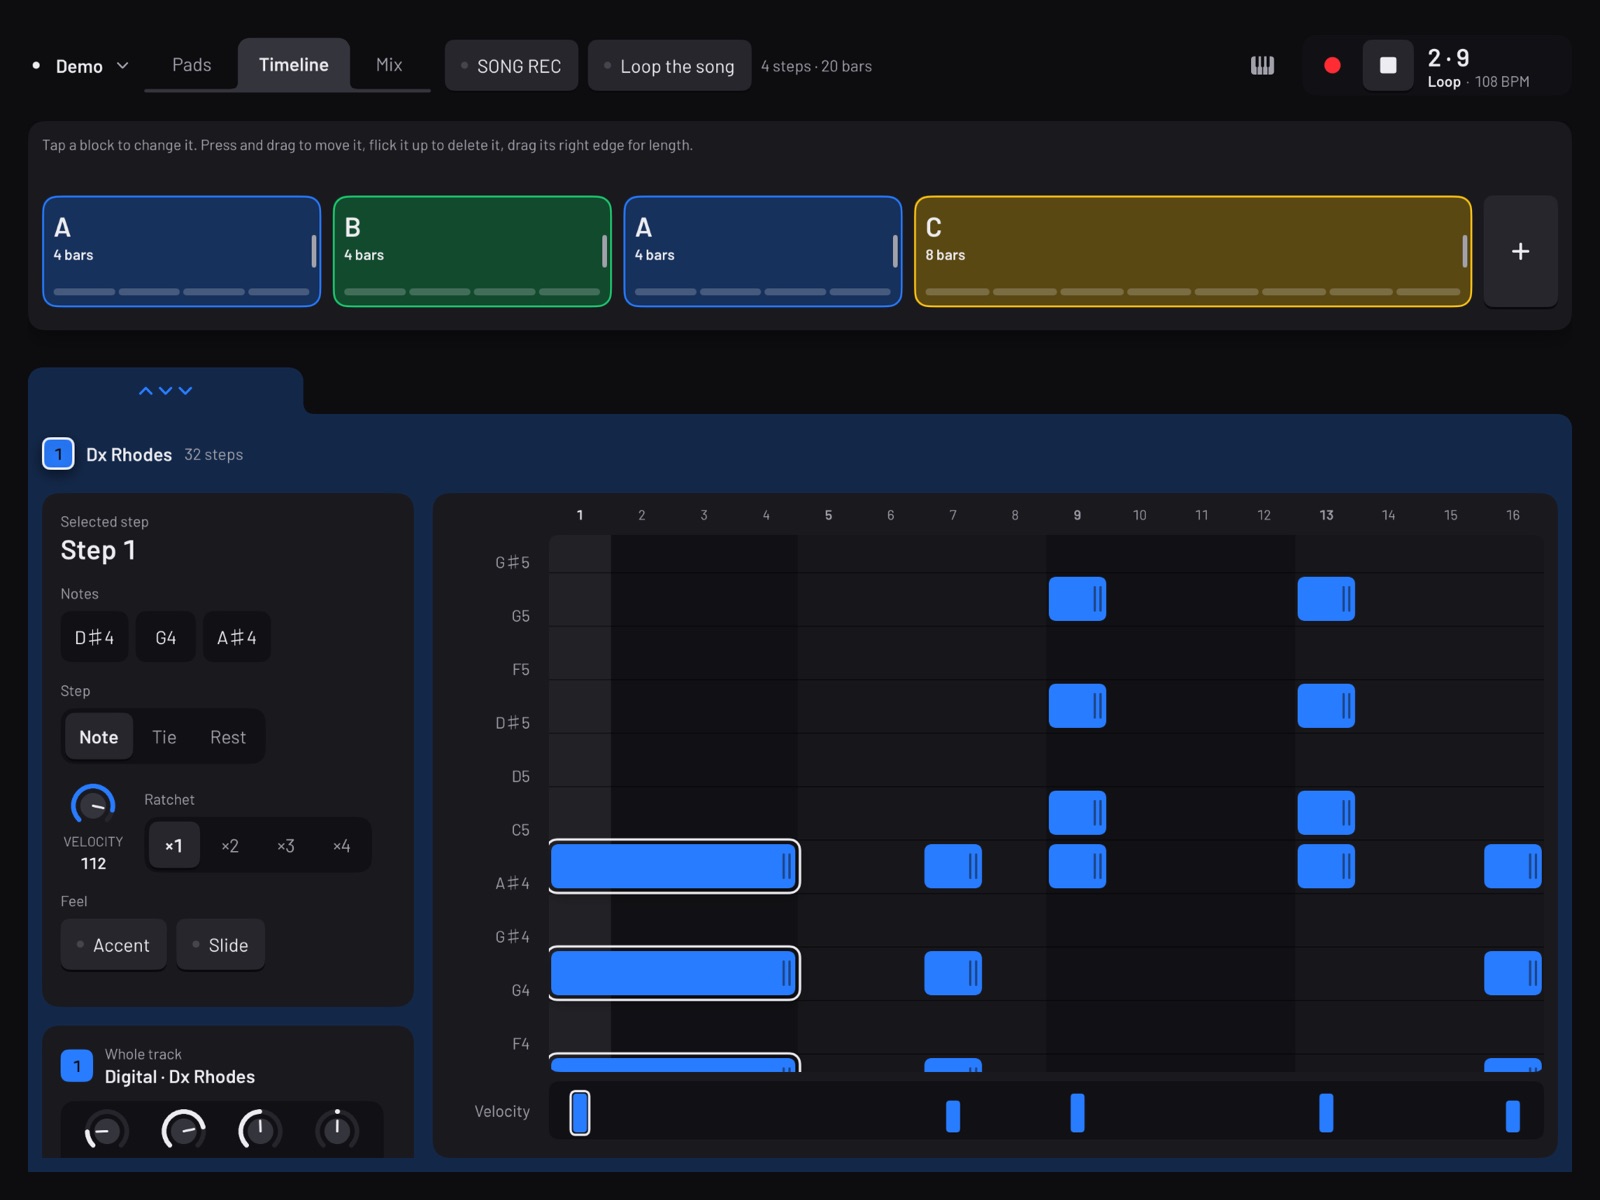 Demo
Pads
Timeline
Mix
SONG REC
Loop the song
4 steps · 20 bars
2 · 9
Loop · 108 BPM
Tap a block to change it. Press and drag to move it, flick it up to delete it, drag its right edge for length.
A
4 bars
B
4 bars
A
4 bars
C
8 bars
+
1 Dx Rhodes 32 steps
Selected step
Step 1
Notes
D♯4 G4 A♯4
Step
Note Tie Rest
VELOCITY
112
Ratchet
×1 ×2 ×3 ×4
Feel
Accent Slide
1
Whole track
Digital · Dx Rhodes
1 2 3 4 5 6 7 8 9 10 11 12 13 14 15 16
G♯5
G5
F5
D♯5
D5
C5
A♯4
G♯4
G4
F4
Velocity